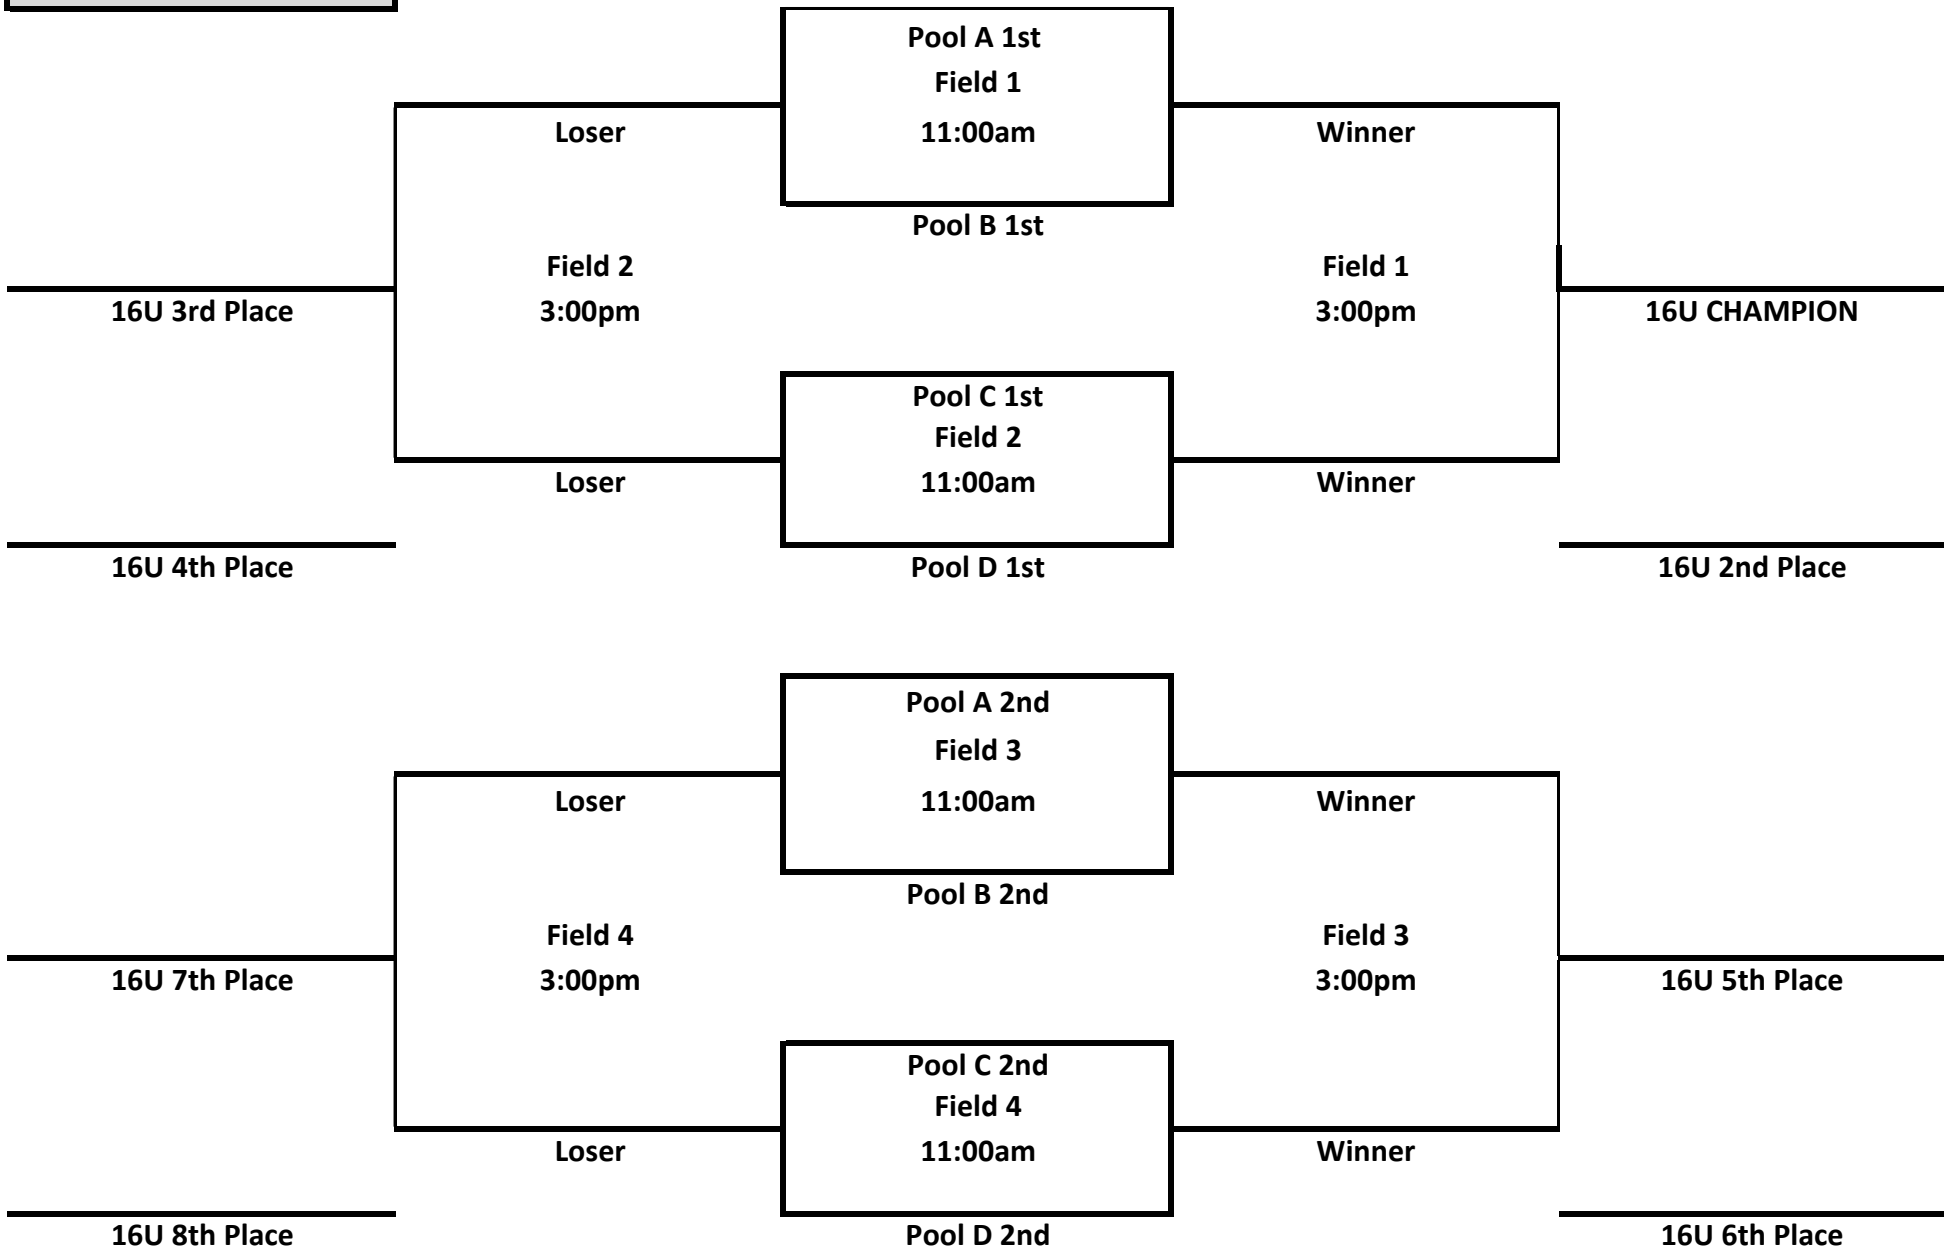 Pool A 1st
Field 1
Loser
11:00am
Winner
Pool B 1st
Field 2
Field 1
16U 3rd Place
3:00pm
3:00pm
16U CHAMPION
Pool C 1st
Field 2
Loser
11:00am
Winner
16U 4th Place
Pool D 1st
16U 2nd Place
Pool A 2nd
Field 3
Loser
11:00am
Winner
Pool B 2nd
Field 4
Field 3
16U 7th Place
3:00pm
3:00pm
16U 5th Place
Pool C 2nd
Field 4
Loser
11:00am
Winner
16U 8th Place
Pool D 2nd
16U 6th Place